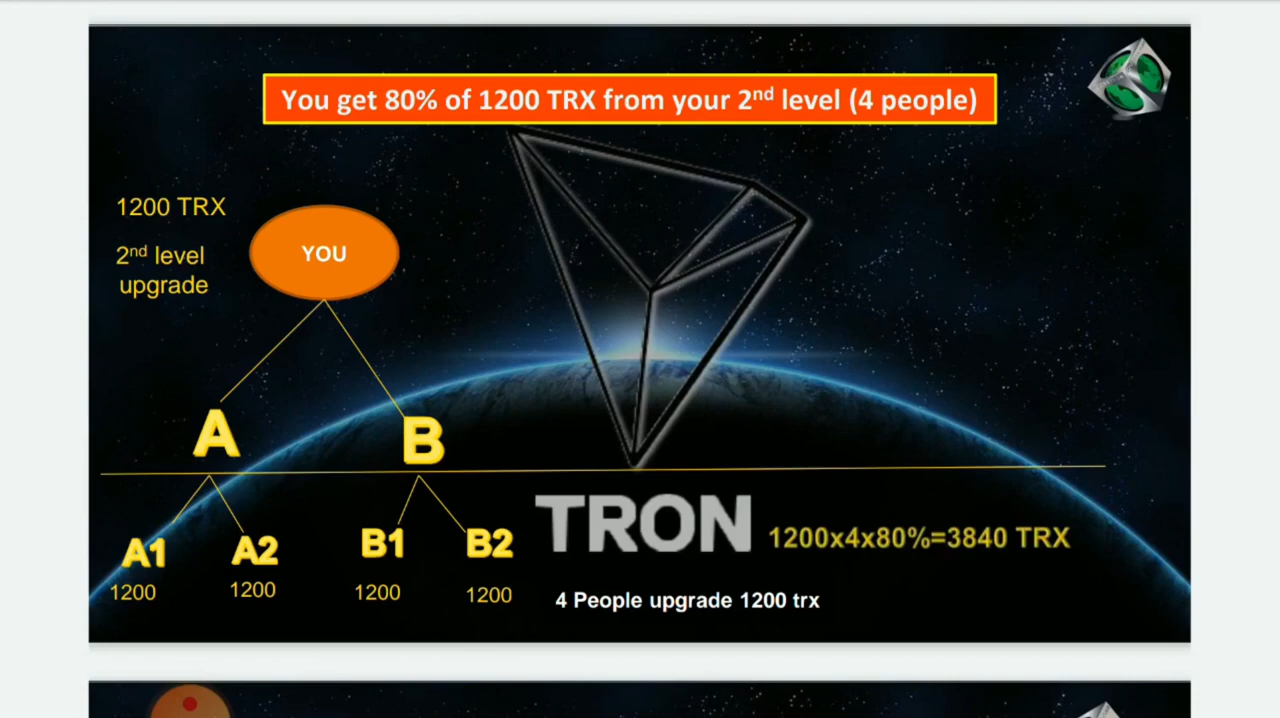 You get 80% of 1200 TRX from your 2nd level (4 people)
1200 TRX
2nd level
upgrade
YOU
A
B
A1
A2
B1
B2
1200
1200
1200
1200
TRON
1200x4x80%=3840 TRX
4 People upgrade 1200 trx